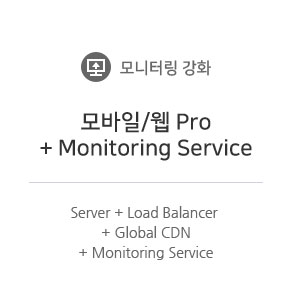 모니터링 강화
모바일/웹 Pro
+ Monitoring Service
Server + Load Balancer
+ Global CDN
+ Monitoring Service